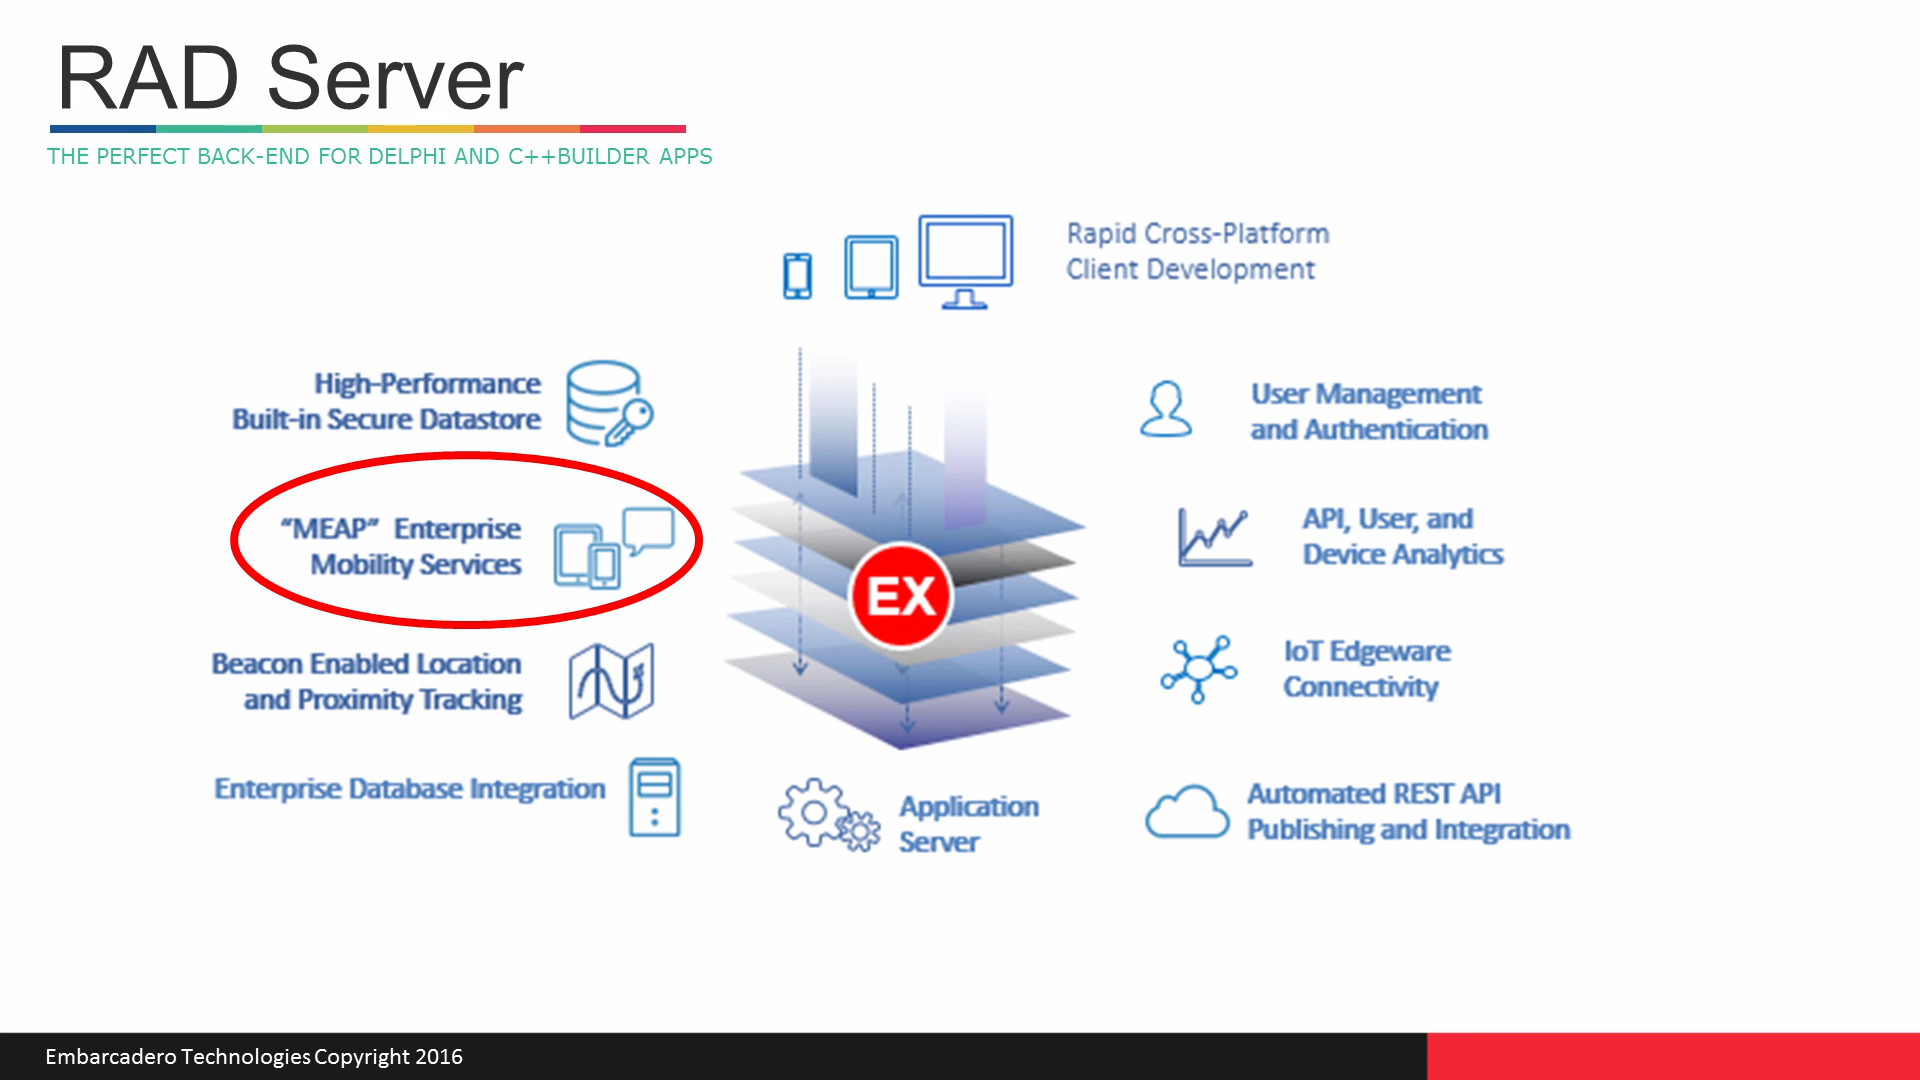 RAD Server
THE PERFECT BACK-END FOR DELPHI AND C++BUILDER APPS
Rapid Cross-Platform
Client Development
High-Performance
Built-in Secure Datastore
User Management
and Authentication
“MEAP” Enterprise
Mobility Services
API, User, and
Device Analytics
EX
Beacon Enabled Location
and Proximity Tracking
IoT Edgeware
Connectivity
Enterprise Database Integration
Application
Server
Automated REST API
Publishing and Integration
Embarcadero Technologies Copyright 2016